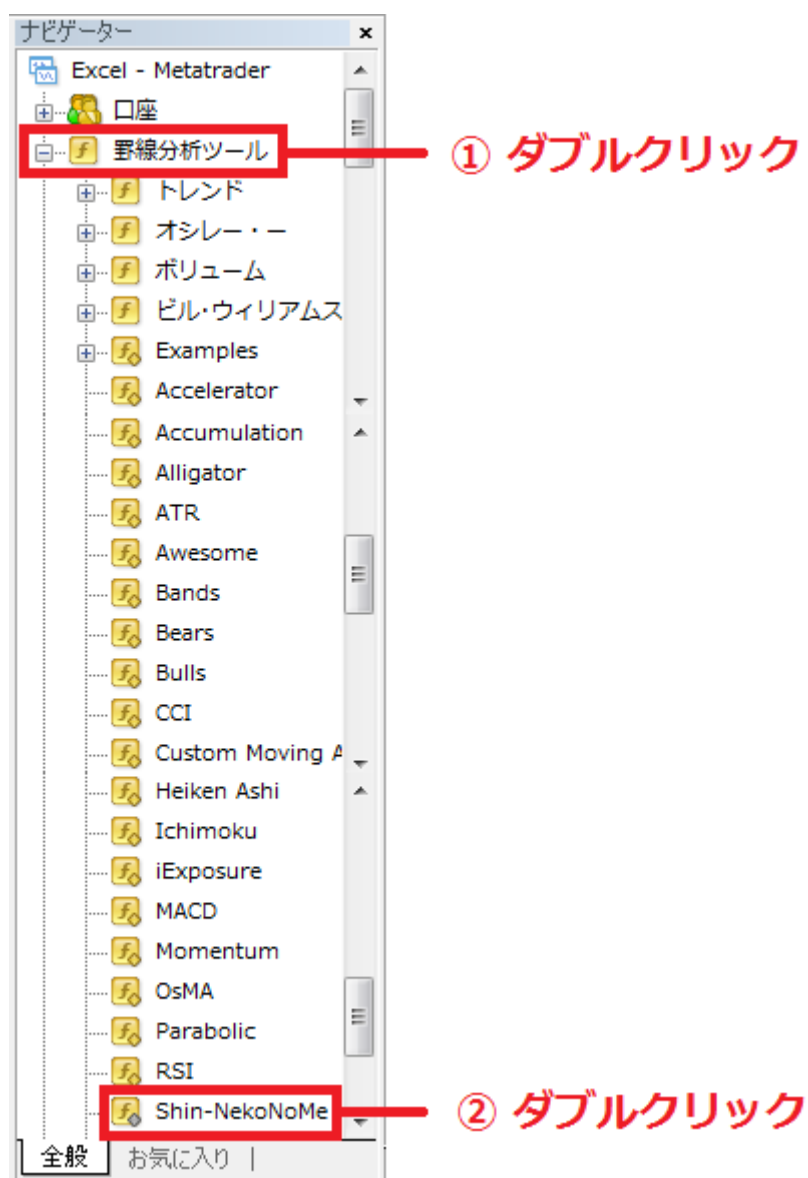 ナビゲーター
Excel - Metatrader
口座
罫線分析ツール
① ダブルクリック
トレンド
オシレー・ー
ボリューム
ビル・ウィリアムス
Examples
Accelerator
Accumulation
Alligator
ATR
Awesome
Bands
Bears
Bulls
CCI
Custom Moving A
Heiken Ashi
Ichimoku
iExposure
MACD
Momentum
OsMA
Parabolic
RSI
Shin-NekoNoMe
② ダブルクリック
全般 お気に入り |